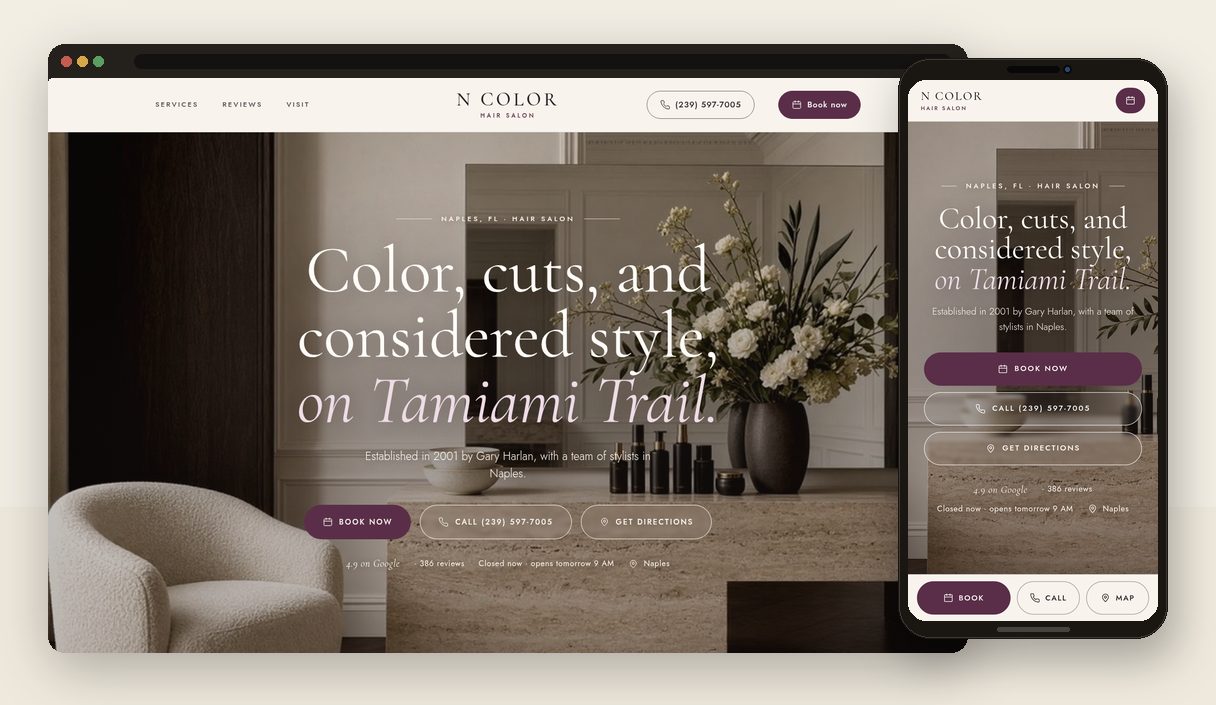 SERVICES
REVIEWS
VISIT
N COLOR
HAIR SALON
(239) 597-7005
Book now
NAPLES, FL · HAIR SALON
Color, cuts, and
considered style,
on Tamiami Trail.
Established in 2001 by Gary Harlan, with a team of stylists in
Naples.
BOOK NOW
CALL (239) 597-7005
GET DIRECTIONS
4.9 on Google · 386 reviews Closed now · opens tomorrow 9 AM Naples
N COLOR
HAIR SALON
NAPLES, FL · HAIR SALON
Color, cuts, and
considered style,
on Tamiami Trail.
Established in 2001 by Gary Harlan, with a team of
stylists in Naples.
BOOK NOW
CALL (239) 597-7005
GET DIRECTIONS
4.9 on Google · 386 reviews
Closed now · opens tomorrow 9 AM Naples
BOOK
CALL
MAP